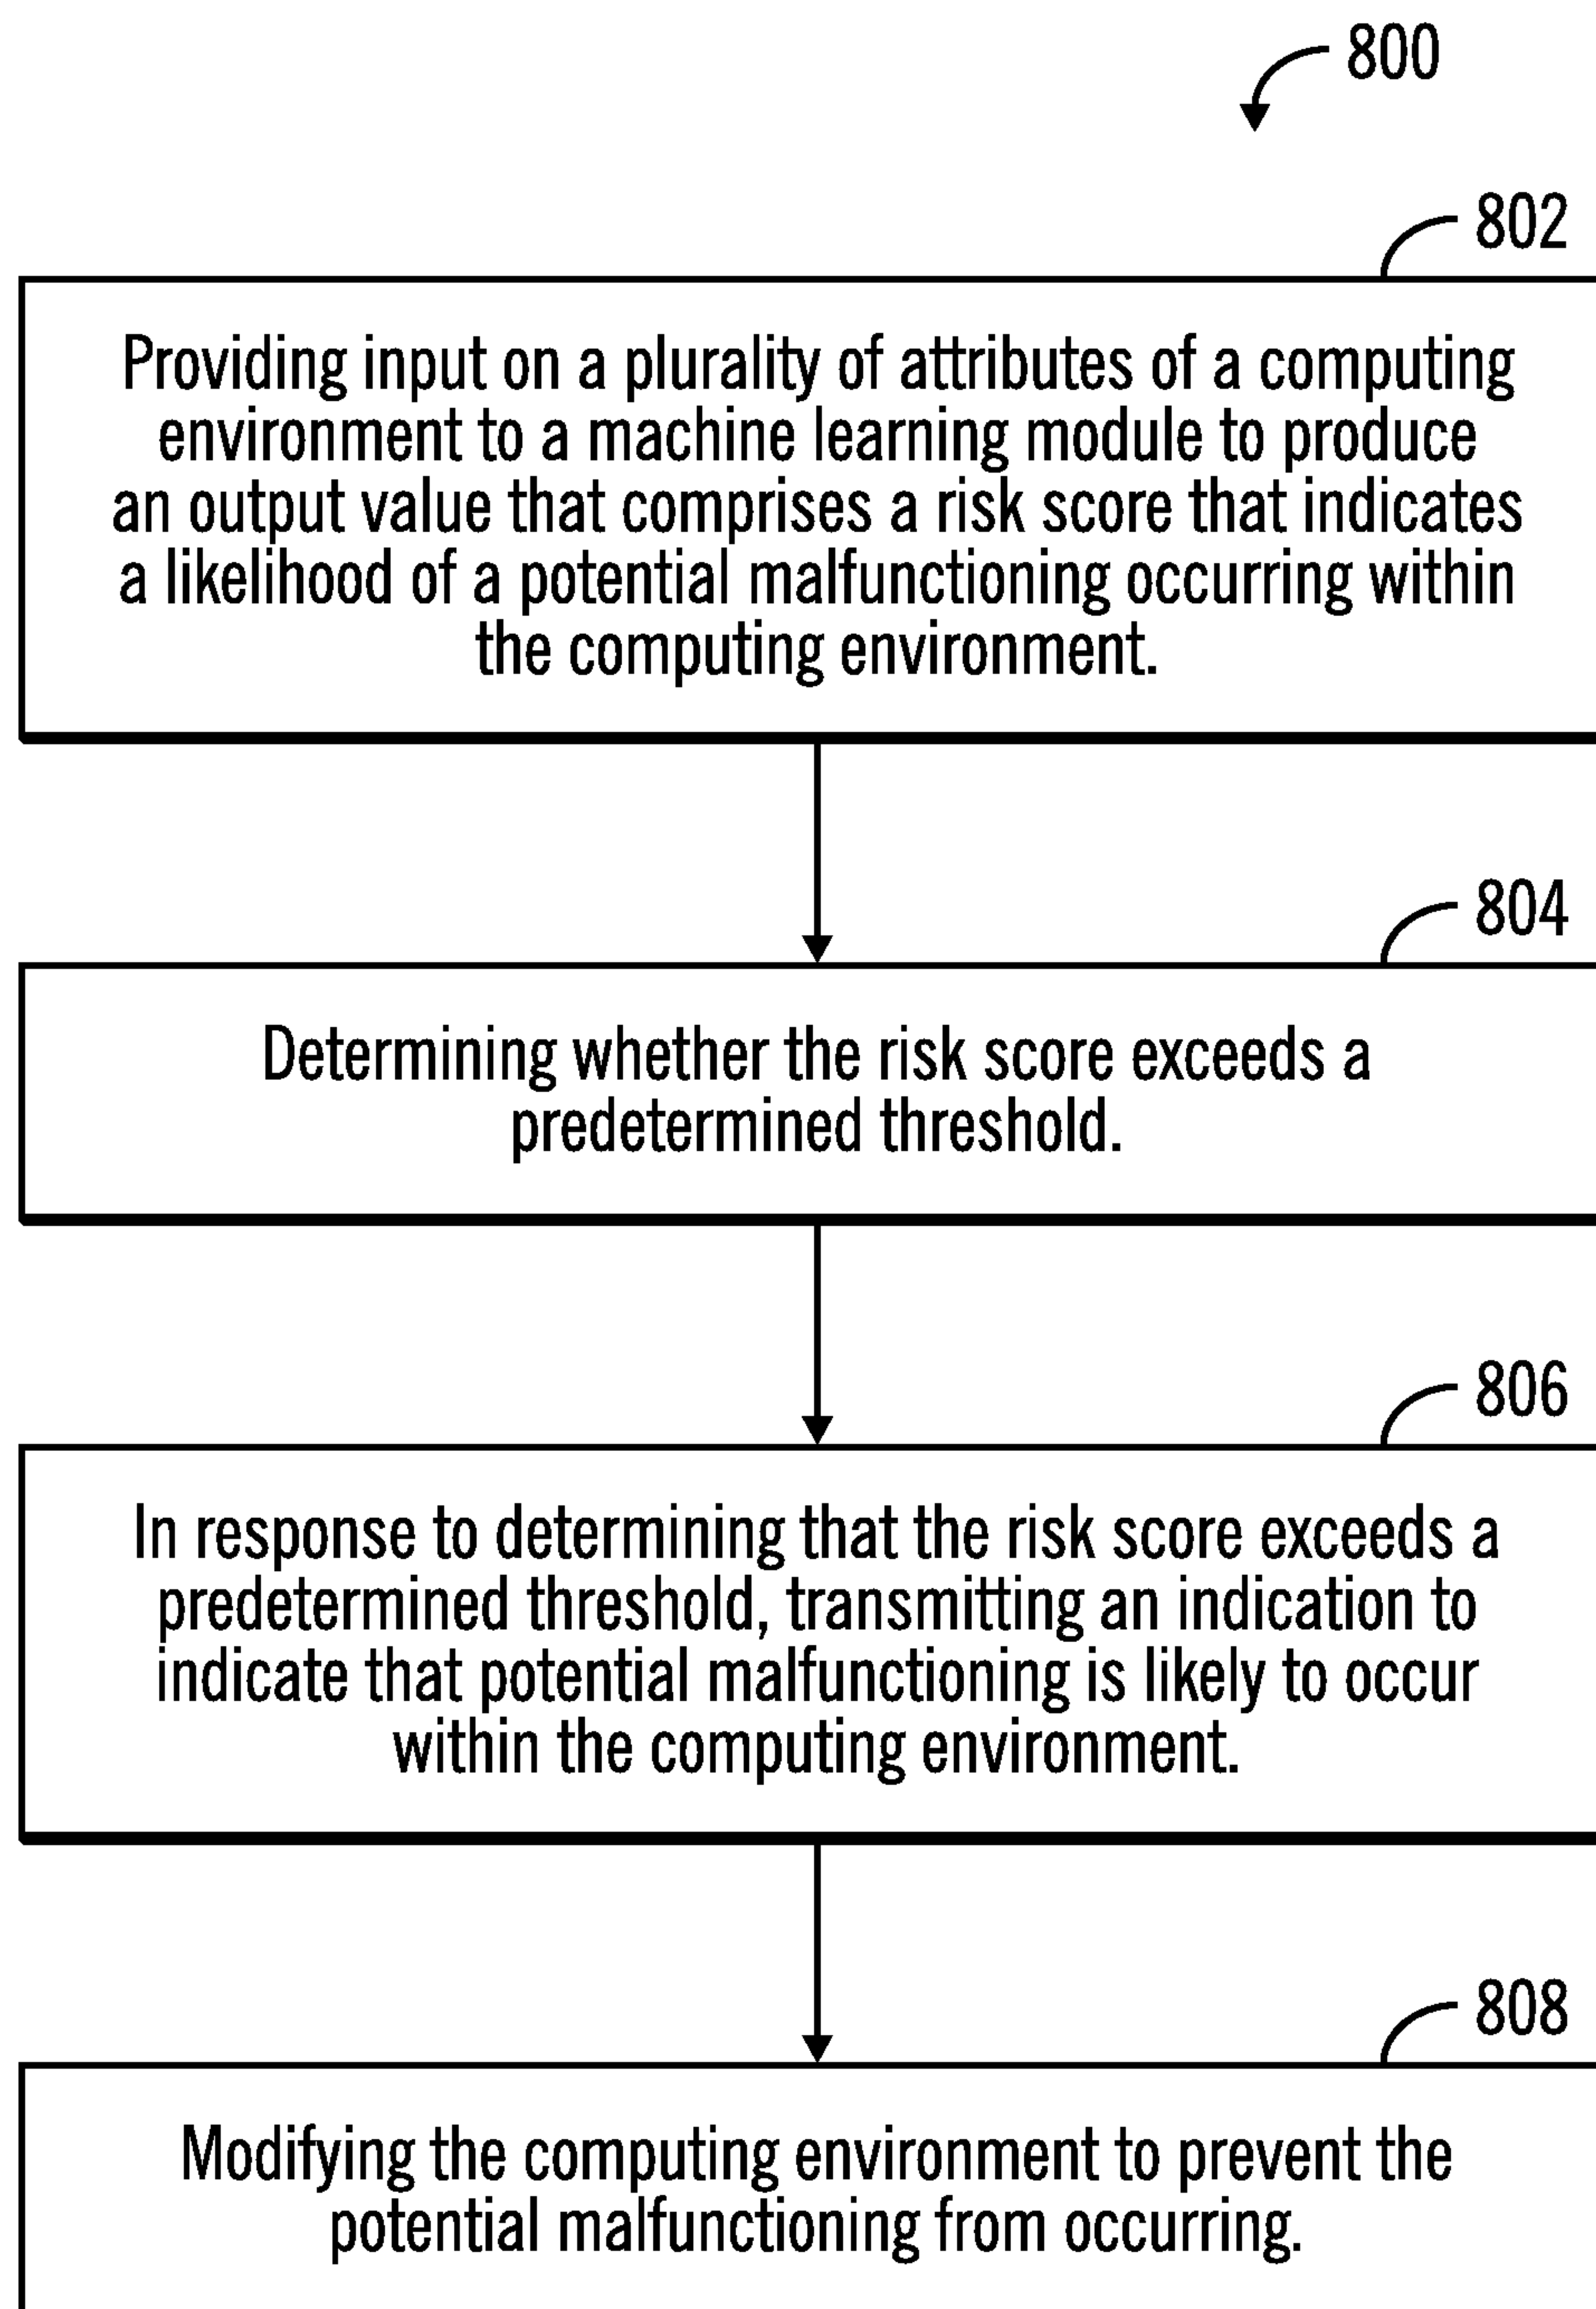 800
802
Providing input on a plurality of attributes of a computing
environment to a machine learning module to produce
an output value that comprises a risk score that indicates
a likelihood of a potential malfunctioning occurring within
the computing environment.
804
Determining whether the risk score exceeds a
predetermined threshold.
806
In response to determining that the risk score exceeds a
predetermined threshold, transmitting an indication to
indicate that potential malfunctioning is likely to occur
within the computing environment.
808
Modifying the computing environment to prevent the
potential malfunctioning from occurring.